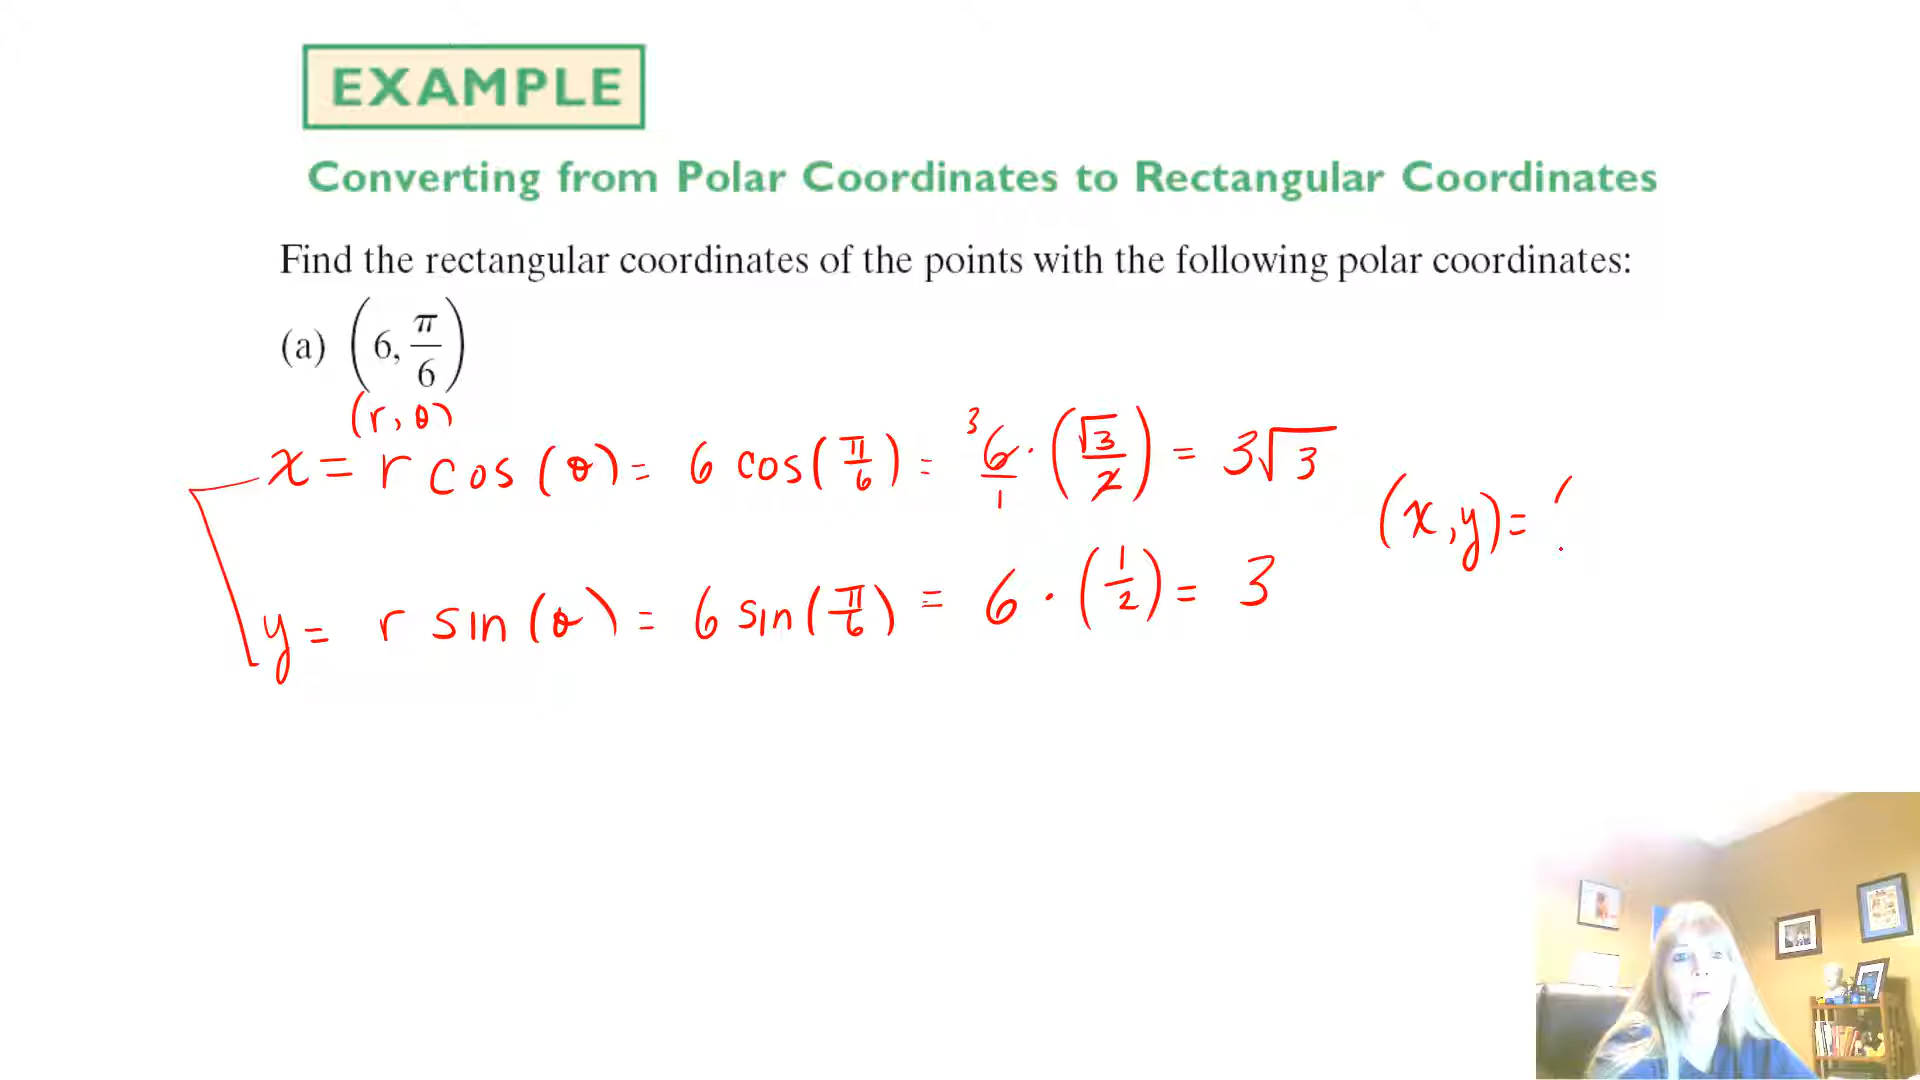 EXAMPLE
Converting from Polar Coordinates to Rectangular Coordinates
Find the rectangular coordinates of the points with the following polar coordinates:
(a) (6, π/6)
(r, θ)
x = r cos(θ) = 6 cos(π/6) = ³6/1 · (√3/2) = 3√3
(x, y) = (
y = r sin(θ) = 6 sin(π/6) = 6 · (1/2) = 3